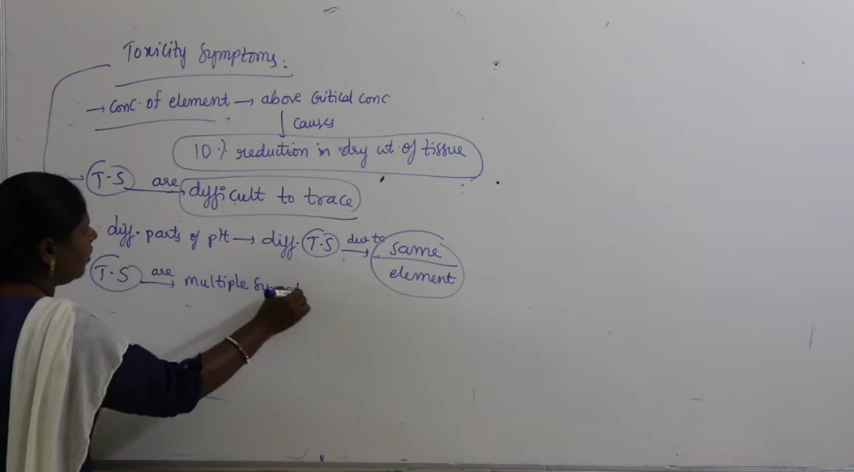 Toxicity Symptoms:
→ conc. of element → above critical conc
↓ causes
10% reduction in dry wt. of tissue
T.S are difficult to trace
diff. parts of plt → diff. T.S due to → same element
T.S are → multiple